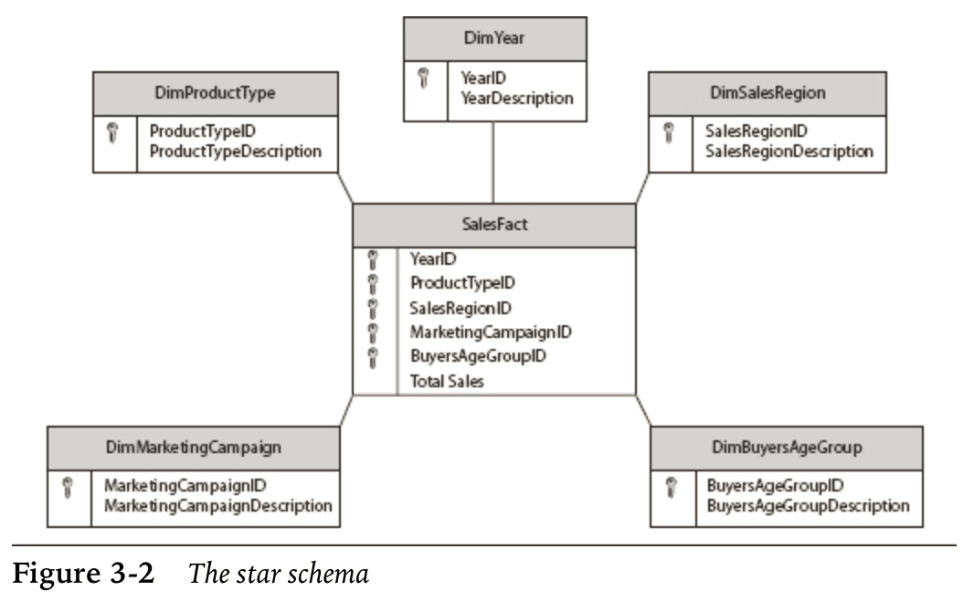 DimYear
YearID
YearDescription
DimProductType
ProductTypeID
ProductTypeDescription
DimSalesRegion
SalesRegionID
SalesRegionDescription
SalesFact
YearID
ProductTypeID
SalesRegionID
MarketingCampaignID
BuyersAgeGroupID
Total Sales
DimMarketingCampaign
MarketingCampaignID
MarketingCampaignDescription
DimBuyersAgeGroup
BuyersAgeGroupID
BuyersAgeGroupDescription
Figure 3-2 The star schema